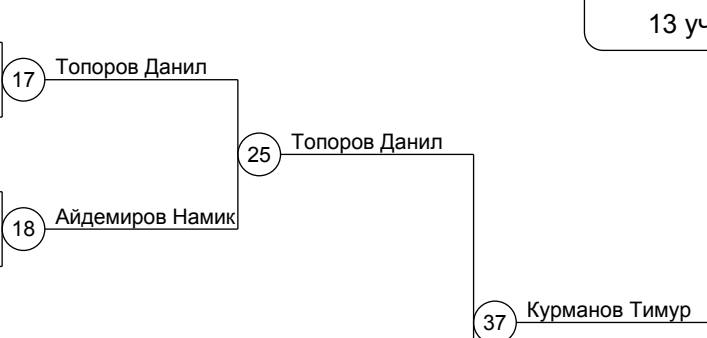 13 уч
17 Топоров Данил
25 Топоров Данил
18 Айдемиров Намик
37 Курманов Тимур